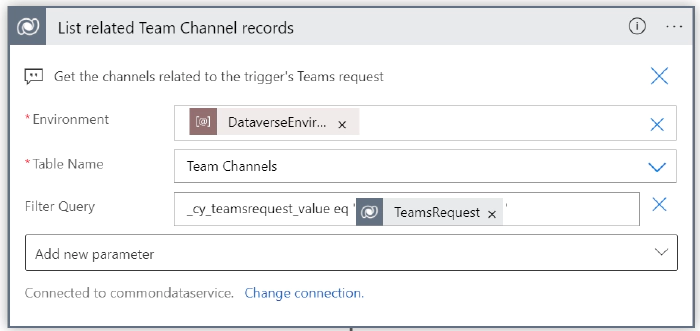 List related Team Channel records
Get the channels related to the trigger's Teams request
* Environment
[@] DataverseEnvir... ×
* Table Name
Team Channels
Filter Query
_cy_teamsrequest_value eq ' TeamsRequest × '
Add new parameter
Connected to commondataservice. Change connection.